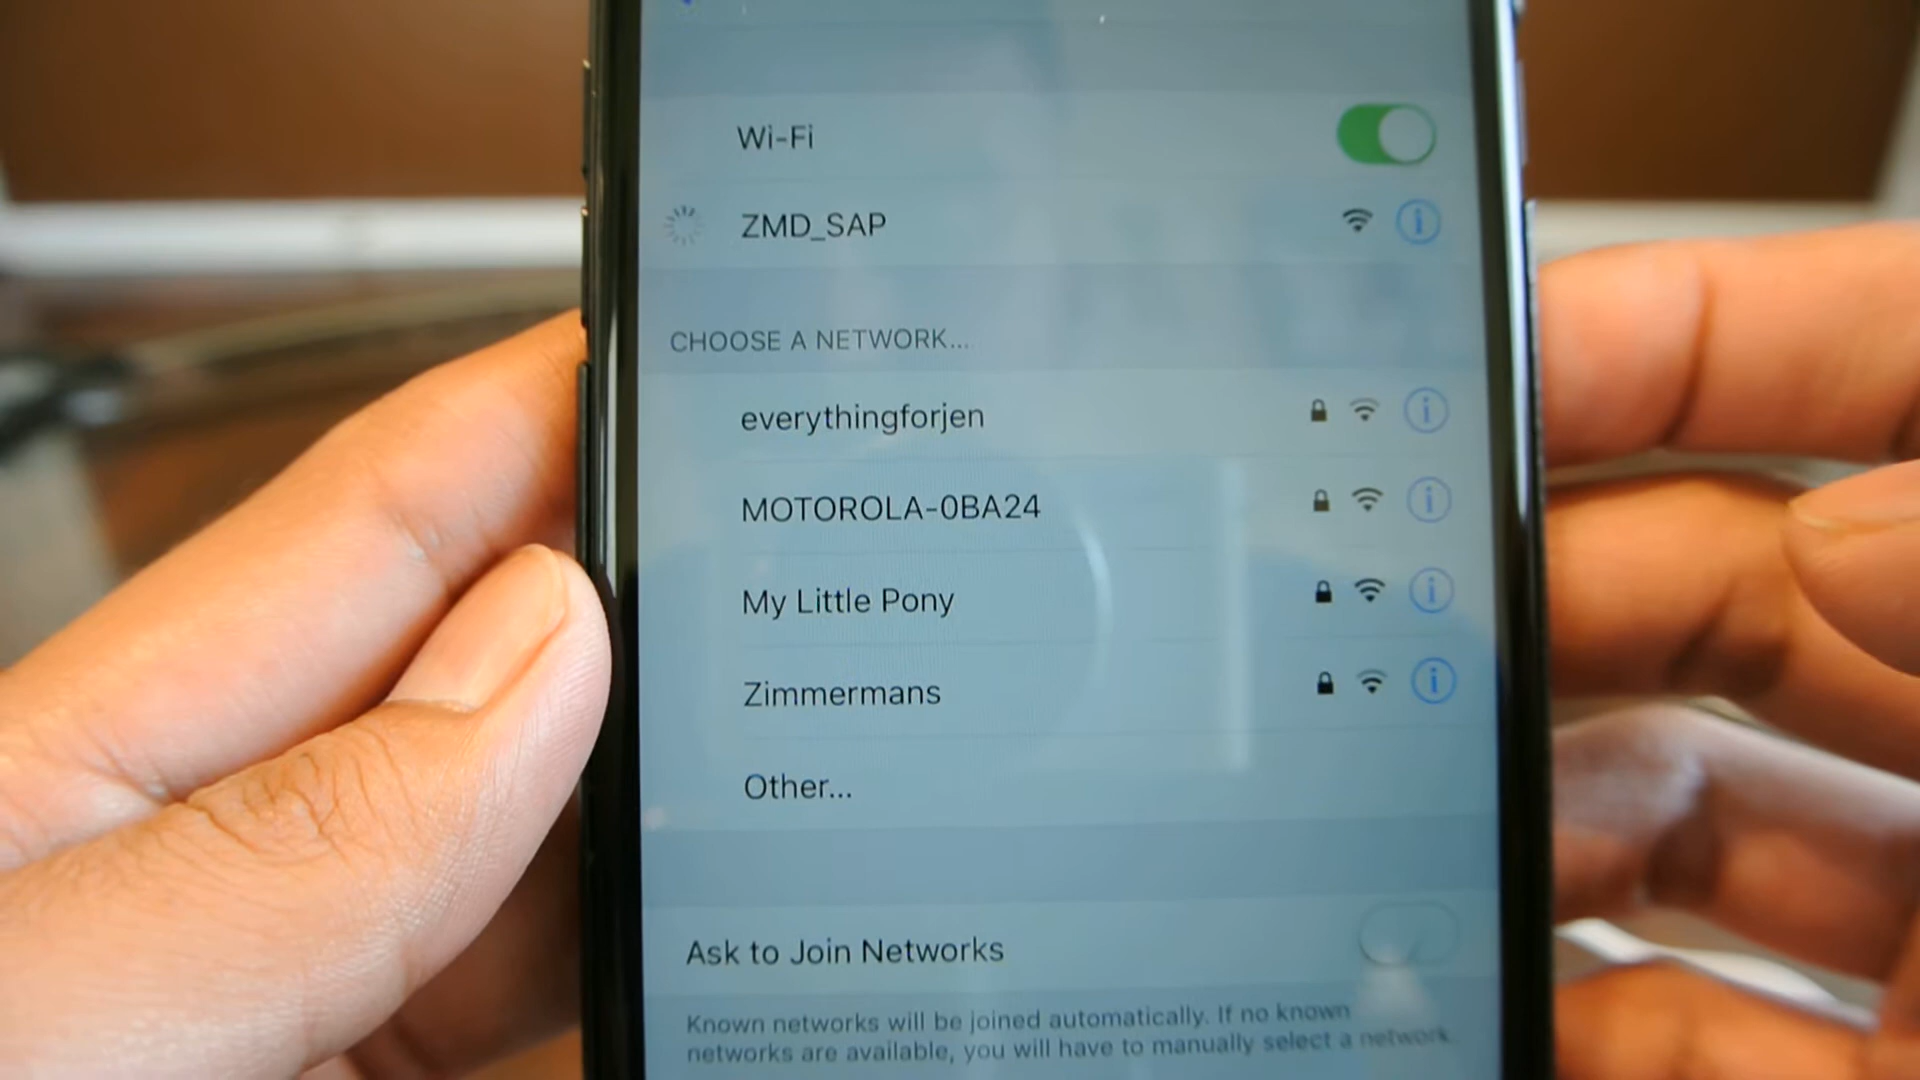 Wi-Fi
ZMD_SAP
CHOOSE A NETWORK...
everythingforjen
MOTOROLA-0BA24
My Little Pony
Zimmermans
Other...
Ask to Join Networks
Known networks will be joined automatically. If no known
networks are available, you will have to manually select a network.